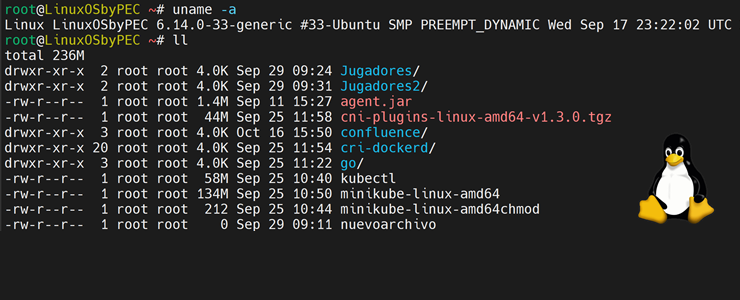 root@LinuxOSbyPEC ~# uname -a
Linux LinuxOSbyPEC 6.14.0-33-generic #33-Ubuntu SMP PREEMPT_DYNAMIC Wed Sep 17 23:22:02 UTC
root@LinuxOSbyPEC ~# ll
total 236M
drwxr-xr-x  2 root root 4.0K Sep 29 09:24 Jugadores/
drwxr-xr-x  2 root root 4.0K Sep 29 09:31 Jugadores2/
-rw-r--r--  1 root root 1.4M Sep 11 15:27 agent.jar
-rw-r--r--  1 root root  44M Sep 25 11:58 cni-plugins-linux-amd64-v1.3.0.tgz
drwxr-xr-x  3 root root 4.0K Oct 16 15:50 confluence/
drwxr-xr-x 20 root root 4.0K Sep 25 11:54 cri-dockerd/
drwxr-xr-x  3 root root 4.0K Sep 25 11:22 go/
-rw-r--r--  1 root root  58M Sep 25 10:40 kubectl
-rw-r--r--  1 root root 134M Sep 25 10:50 minikube-linux-amd64
-rw-r--r--  1 root root  212 Sep 25 10:44 minikube-linux-amd64chmod
-rw-r--r--  1 root root    0 Sep 29 09:11 nuevoarchivo